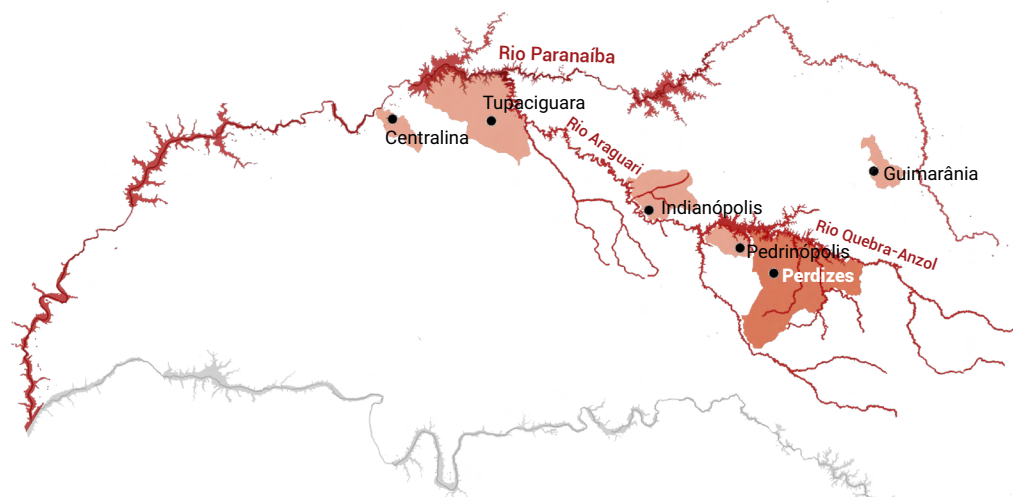 Rio Paranaíba
Tupaciguara
Centralina
Rio Araguari
Guimarânia
Indianópolis
Rio Quebra-Anzol
Pedrinópolis
Perdizes